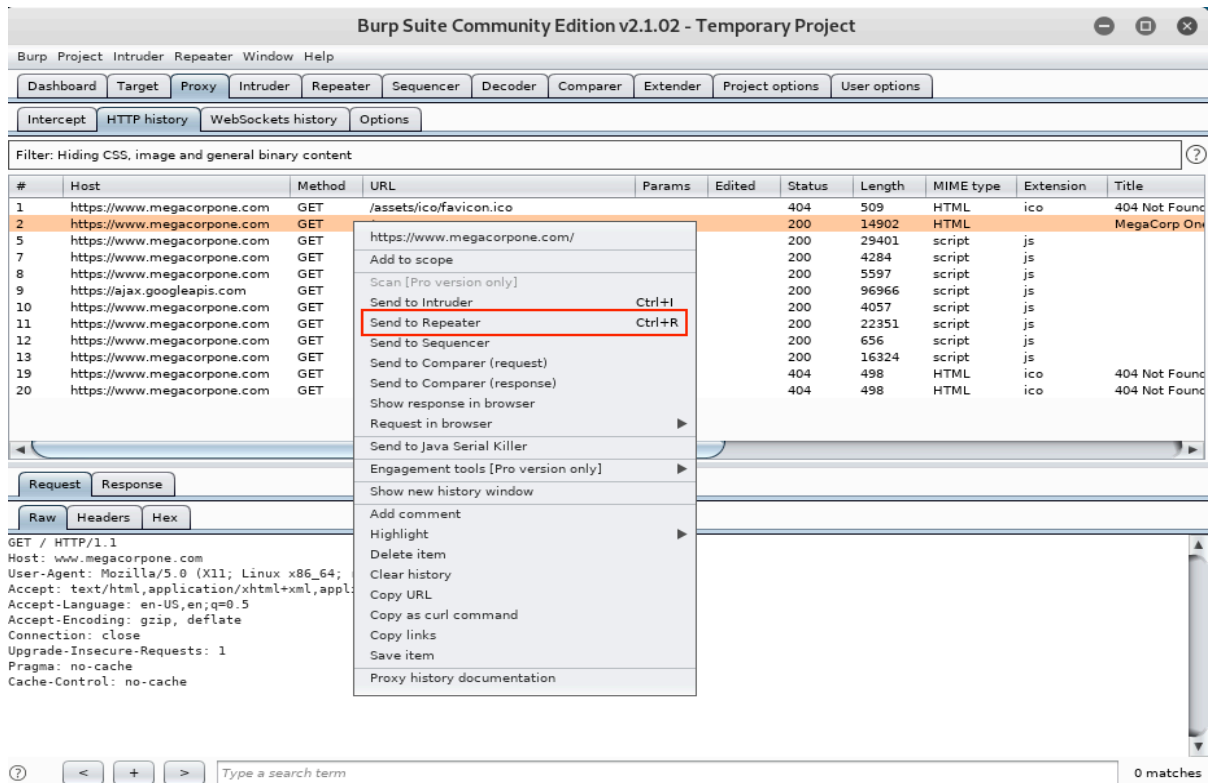 Burp Suite Community Edition v2.1.02 - Temporary Project
Burp Project Intruder Repeater Window Help
Dashboard Target Proxy Intruder Repeater Sequencer Decoder Comparer Extender Project options User options
Intercept HTTP history WebSockets history Options
Filter: Hiding CSS, image and general binary content ?
# Host Method URL Params Edited Status Length MIME type Extension Title
1 https://www.megacorpone.com GET /assets/ico/favicon.ico 404 509 HTML ico 404 Not Found
2 https://www.megacorpone.com GET 200 14902 HTML MegaCorp One
5 https://www.megacorpone.com GET 200 29401 script js
7 https://www.megacorpone.com GET 200 4284 script js
8 https://www.megacorpone.com GET 200 5597 script js
9 https://ajax.googleapis.com GET 200 96966 script js
10 https://www.megacorpone.com GET 200 4057 script js
11 https://www.megacorpone.com GET 200 22351 script js
12 https://www.megacorpone.com GET 200 656 script js
13 https://www.megacorpone.com GET 200 16324 script js
19 https://www.megacorpone.com GET 404 498 HTML ico 404 Not Found
20 https://www.megacorpone.com GET 404 498 HTML ico 404 Not Found
https://www.megacorpone.com/
Add to scope
Scan [Pro version only]
Send to Intruder Ctrl+I
Send to Repeater Ctrl+R
Send to Sequencer
Send to Comparer (request)
Send to Comparer (response)
Show response in browser
Request in browser
Send to Java Serial Killer
Engagement tools [Pro version only]
Show new history window
Add comment
Highlight
Delete item
Clear history
Copy URL
Copy as curl command
Copy links
Save item
Proxy history documentation
Request Response
Raw Headers Hex
GET / HTTP/1.1
Host: www.megacorpone.com
User-Agent: Mozilla/5.0 (X11; Linux x86_64;
Accept: text/html,application/xhtml+xml,appl
Accept-Language: en-US,en;q=0.5
Accept-Encoding: gzip, deflate
Connection: close
Upgrade-Insecure-Requests: 1
Pragma: no-cache
Cache-Control: no-cache
? < + > Type a search term 0 matches